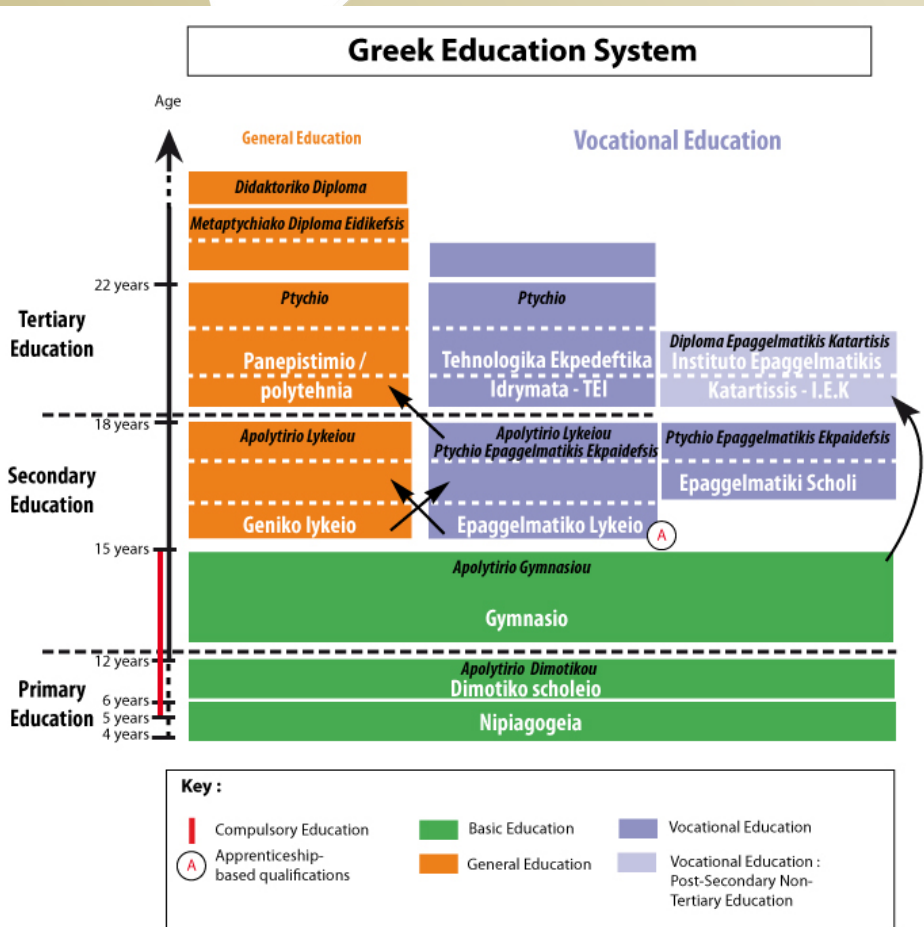 Greek Education System
Age
General Education
Vocational Education
Didaktoriko Diploma
Metaptychiako Diploma Eidikefsis
22 years
Ptychio
Ptychio
Tertiary
Education
Panepistimio /
polytehnia
Tehnologika Ekpedeftika
Idrymata - TEI
Diploma Epaggelmatikis Katartisis
Instituto Epaggelmatikis
Katartissis - I.E.K
18 years
Apolytirio Lykeiou
Apolytirio Lykeiou
Ptychio Epaggelmatikis Ekpaidefsis
Ptychio Epaggelmatikis Ekpaidefsis
Secondary
Education
Geniko lykeio
Epaggelmatiko Lykeio
A
Epaggelmatiki Scholi
15 years
Apolytirio Gymnasiou
Gymnasio
12 years
Apolytirio Dimotikou
Dimotiko scholeio
Primary
Education
6 years
5 years
4 years
Nipiagogeia
Key :
Compulsory Education
A
Apprenticeship-
based qualifications
Basic Education
General Education
Vocational Education
Vocational Education :
Post-Secondary Non-
Tertiary Education